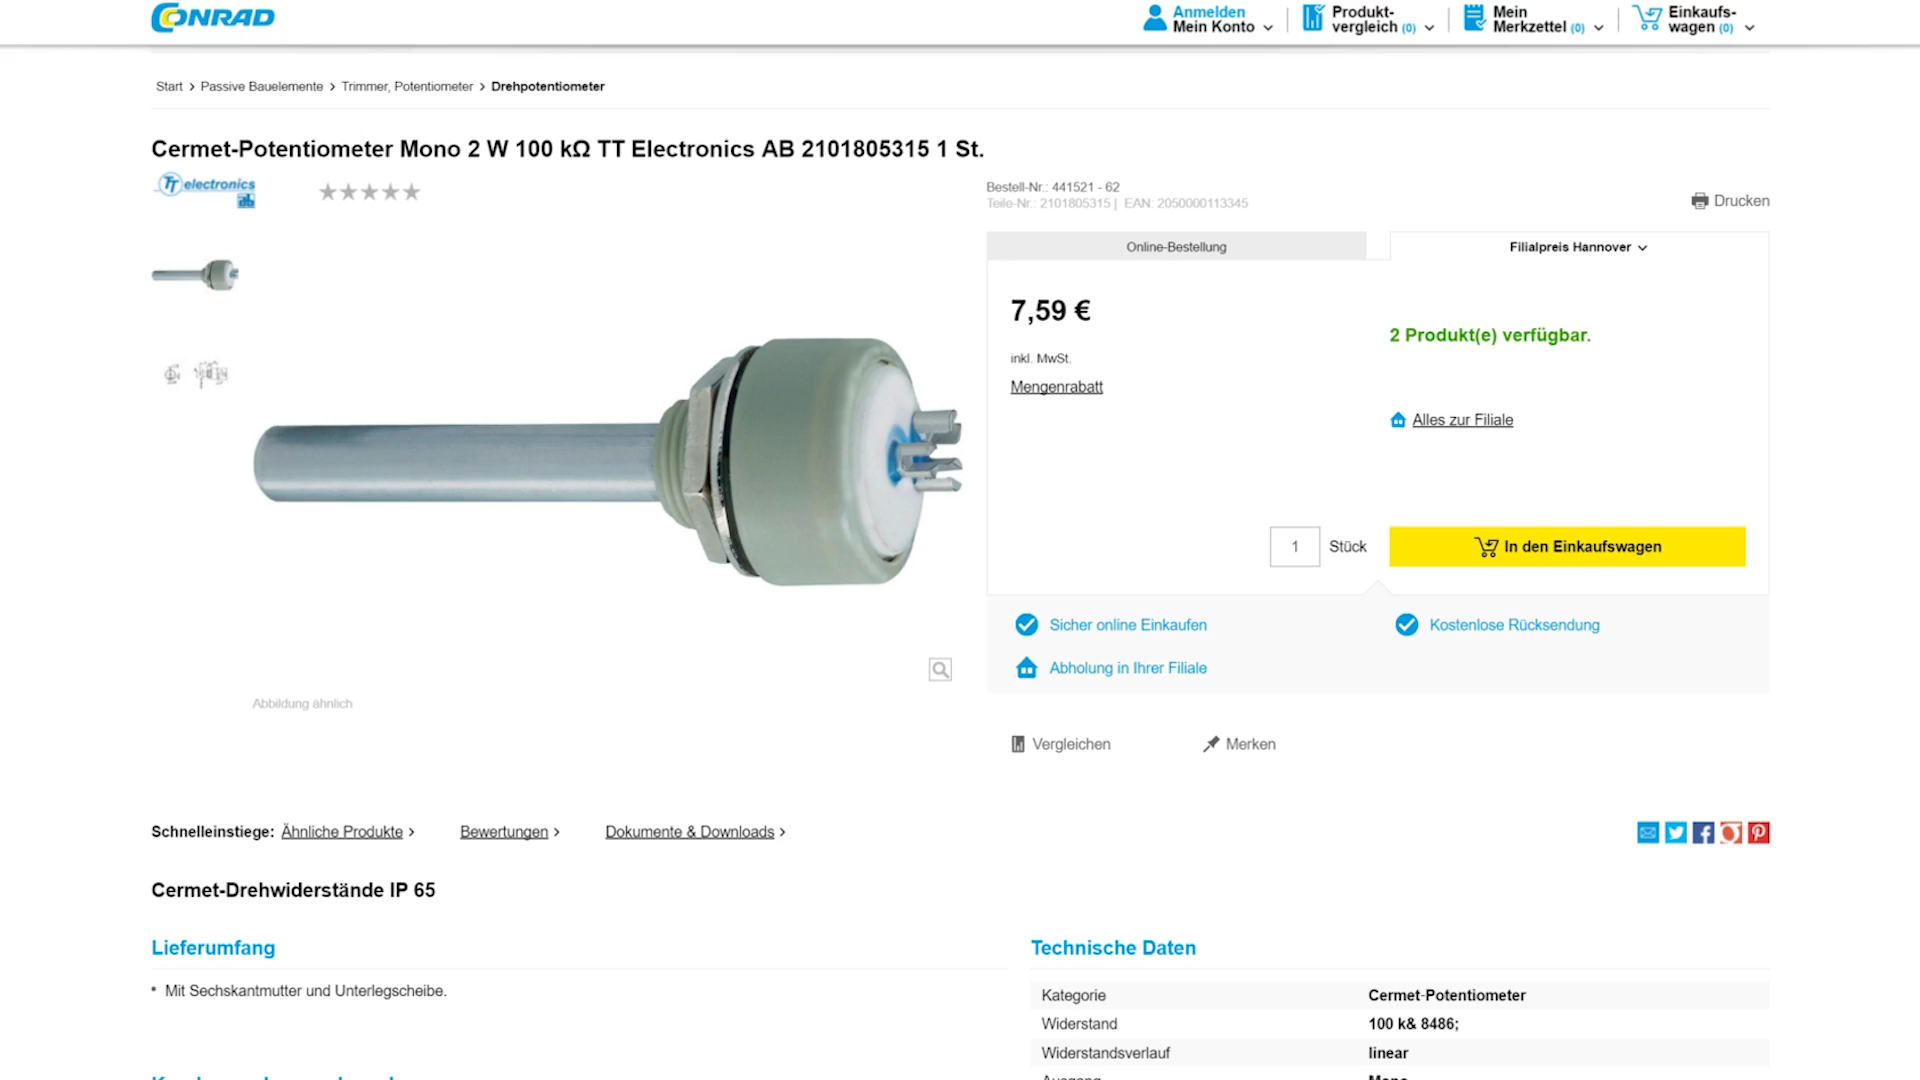 CONRAD
Anmelden
Mein Konto
Produkt-
vergleich (0)
Mein
Merkzettel (0)
Einkaufs-
wagen (0)
Start > Passive Bauelemente > Trimmer, Potentiometer > Drehpotentiometer
Cermet-Potentiometer Mono 2 W 100 kΩ TT Electronics AB 2101805315 1 St.
TT electronics
ab
Bestell-Nr.: 441521 - 62
Teile-Nr.: 2101805315 | EAN: 2050000113345
Drucken
Online-Bestellung
Filialpreis Hannover
7,59 €
2 Produkt(e) verfügbar.
inkl. MwSt.
Mengenrabatt
Alles zur Filiale
1 Stück
In den Einkaufswagen
Sicher online Einkaufen
Kostenlose Rücksendung
Abholung in Ihrer Filiale
Abbildung ähnlich
Vergleichen
Merken
Schnelleinstiege: Ähnliche Produkte > Bewertungen > Dokumente & Downloads >
Cermet-Drehwiderstände IP 65
Lieferumfang
• Mit Sechskantmutter und Unterlegscheibe.
Technische Daten
Kategorie Cermet-Potentiometer
Widerstand 100 k& 8486;
Widerstandsverlauf linear
Ausgang Mono